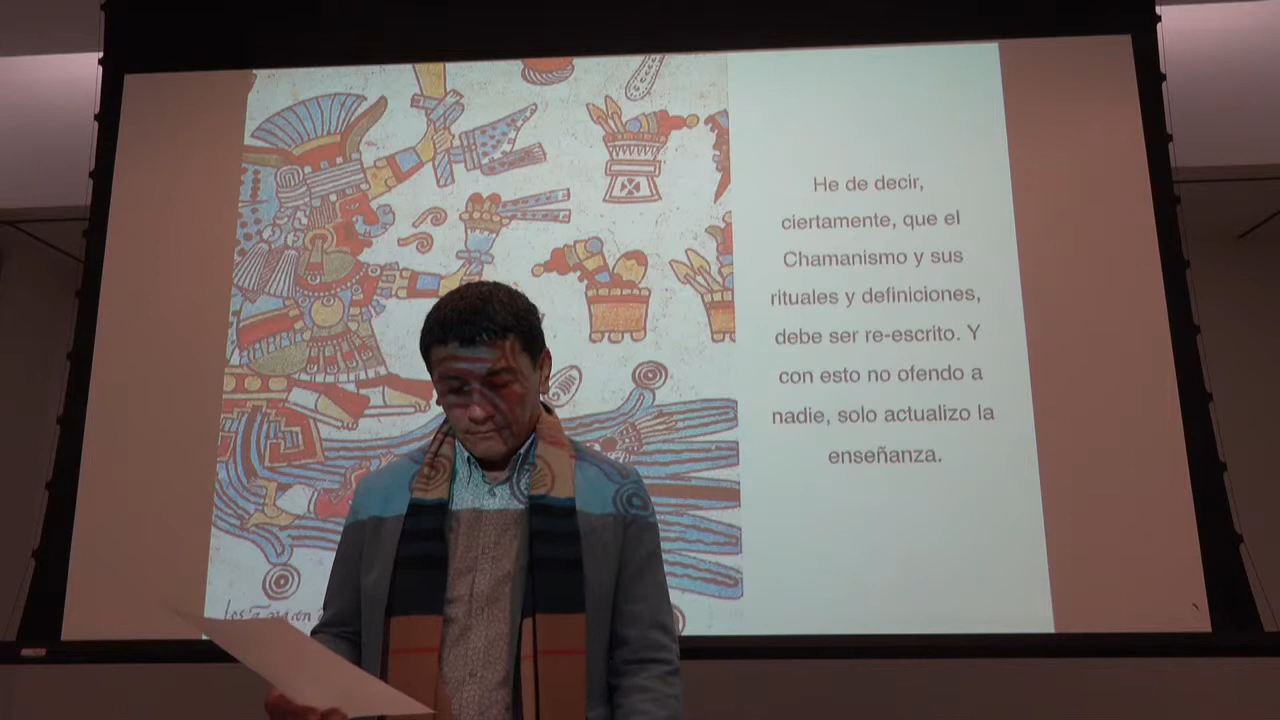 He de decir,
ciertamente, que el
Chamanismo y sus
rituales y definiciones,
debe ser re-escrito. Y
con esto no ofendo a
nadie, solo actualizo la
enseñanza.